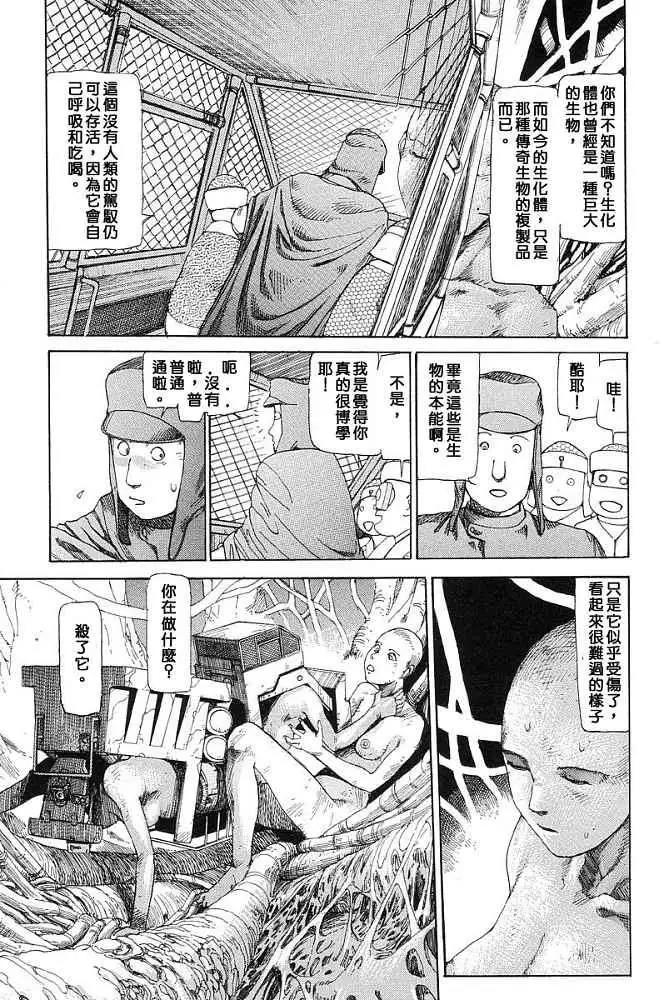 你們不知道嗎？生化
體也曾經是一種巨大
的生物，
而如今的生化體，只是
那種傳奇生物的複製品
而已。
這個沒有人類的駕馭仍
可以存活，因為它會自
己呼吸和吃喝。
哇！
酷耶！
畢竟這些是生
物的本能啊。
不是，
我是覺得你
真的很博學
耶！
呃．．
．沒有
啦，普
普通
通啦。
只是它似乎受傷了，
看起來很難過的樣子
你在做什麼？
殺了它。